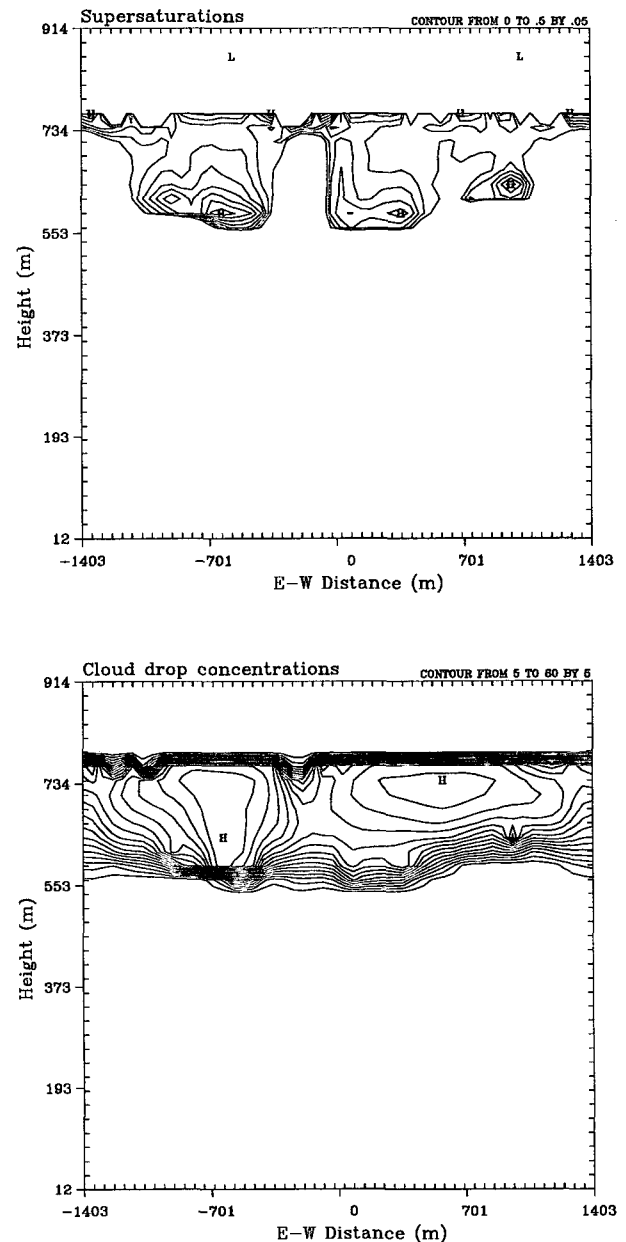 Supersaturations CONTOUR FROM 0 TO .5 BY .05
914
L L
H H H H
734
H
H H
553
Height (m)
373
193
12
−1403 −701 0 701 1403
E−W Distance (m)
Cloud drop concentrations CONTOUR FROM 5 TO 80 BY 5
914
734
H
H H
553
Height (m)
373
193
12
−1403 −701 0 701 1403
E−W Distance (m)